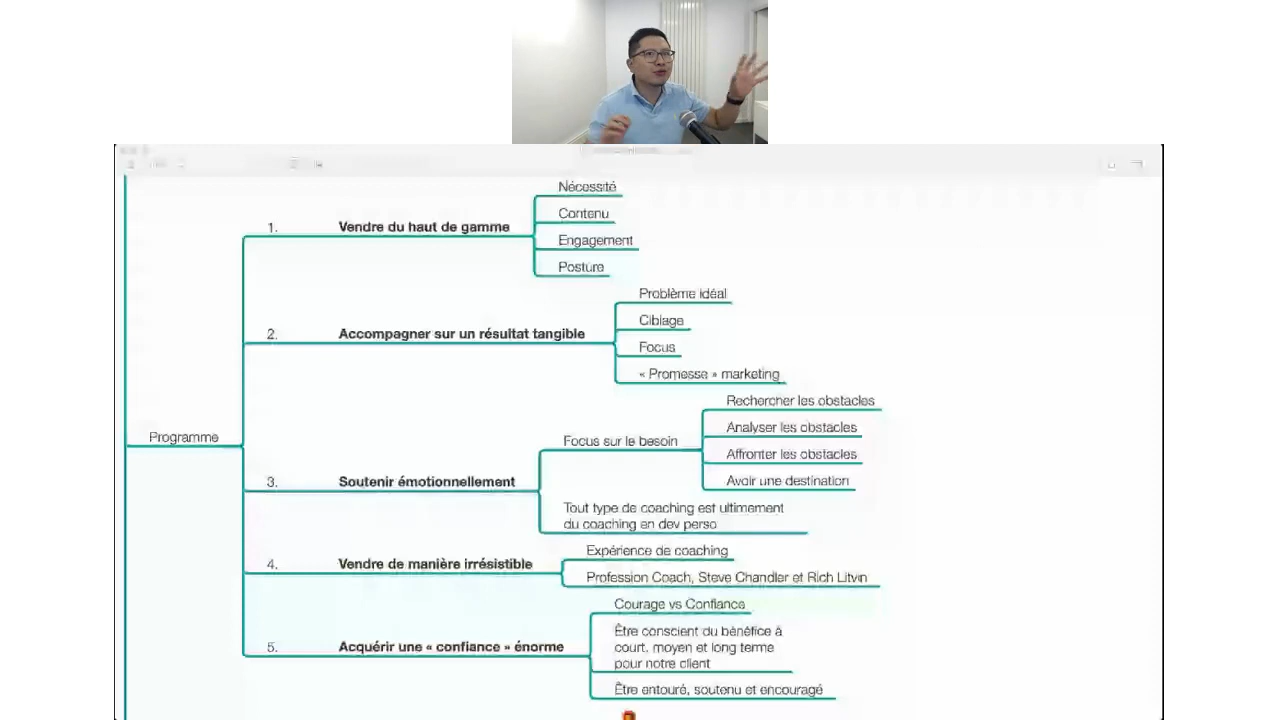 Programme
1.
Vendre du haut de gamme
Nécessité
Contenu
Engagement
Posture
2.
Accompagner sur un résultat tangible
Problème idéal
Ciblage
Focus
« Promesse » marketing
3.
Soutenir émotionnellement
Focus sur le besoin
Rechercher les obstacles
Analyser les obstacles
Affronter les obstacles
Avoir une destination
Tout type de coaching est ultimement
du coaching en dev perso
4.
Vendre de manière irrésistible
Expérience de coaching
Profession Coach, Steve Chandler et Rich Litvin
5.
Acquérir une « confiance » énorme
Courage vs Confiance
Être conscient du bénéfice à
court, moyen et long terme
pour notre client
Être entouré, soutenu et encouragé